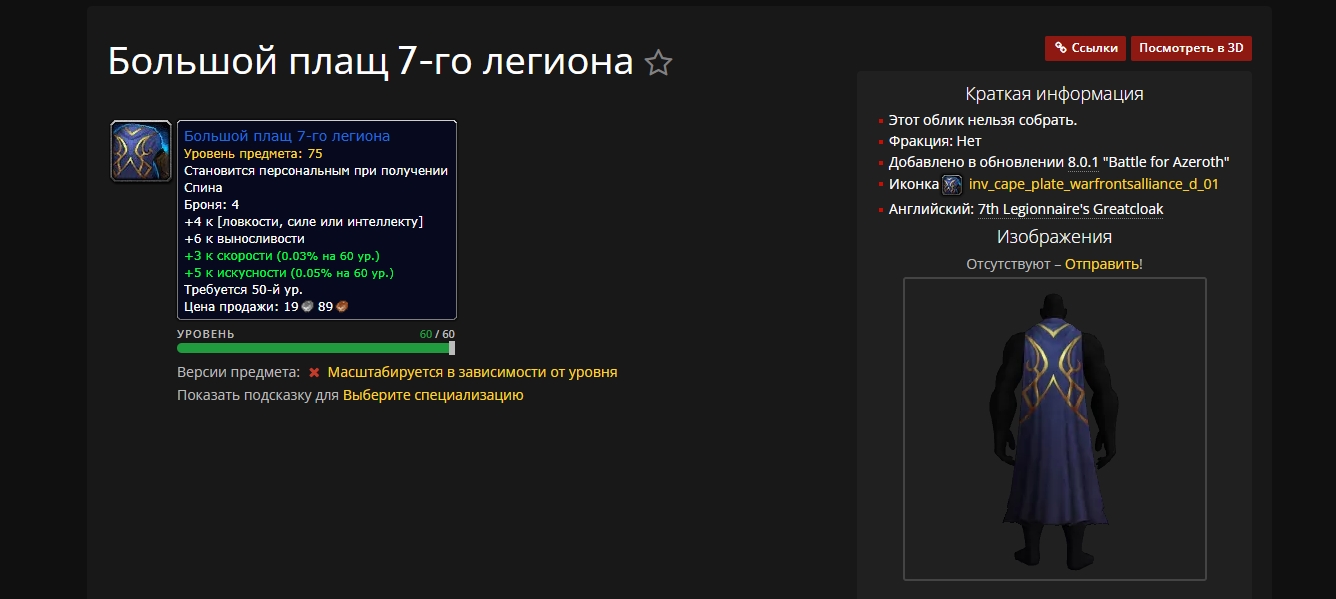 Большой плащ 7-го легиона
Ссылки
Посмотреть в 3D
Большой плащ 7-го легиона
Уровень предмета: 75
Становится персональным при получении
Спина
Броня: 4
+4 к [ловкости, силе или интеллекту]
+6 к выносливости
+3 к скорости (0.03% на 60 ур.)
+5 к искусности (0.05% на 60 ур.)
Требуется 50-й ур.
Цена продажи: 19 89
УРОВЕНЬ 60 / 60
Версии предмета: Масштабируется в зависимости от уровня
Показать подсказку для Выберите специализацию
Краткая информация
Этот облик нельзя собрать.
Фракция: Нет
Добавлено в обновлении 8.0.1 "Battle for Azeroth"
Иконка inv_cape_plate_warfrontsalliance_d_01
Английский: 7th Legionnaire's Greatcloak
Изображения
Отсутствуют – Отправить!